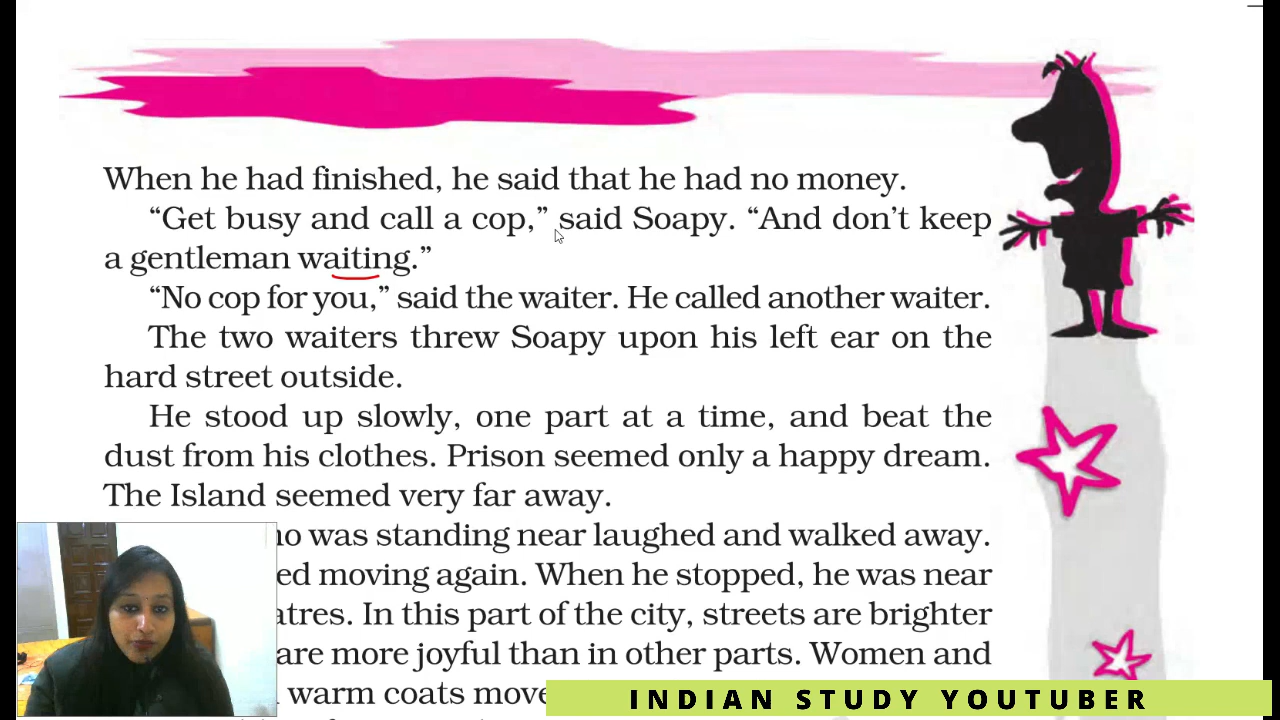 When he had finished, he said that he had no money.
“Get busy and call a cop,” said Soapy. “And don’t keep
a gentleman waiting.”
“No cop for you,” said the waiter. He called another waiter.
The two waiters threw Soapy upon his left ear on the
hard street outside.
He stood up slowly, one part at a time, and beat the
dust from his clothes. Prison seemed only a happy dream.
The Island seemed very far away.
was standing near laughed and walked away.
moving again. When he stopped, he was near
In this part of the city, streets are brighter
are more joyful than in other parts. Women and
warm coats
INDIAN STUDY YOUTUBER